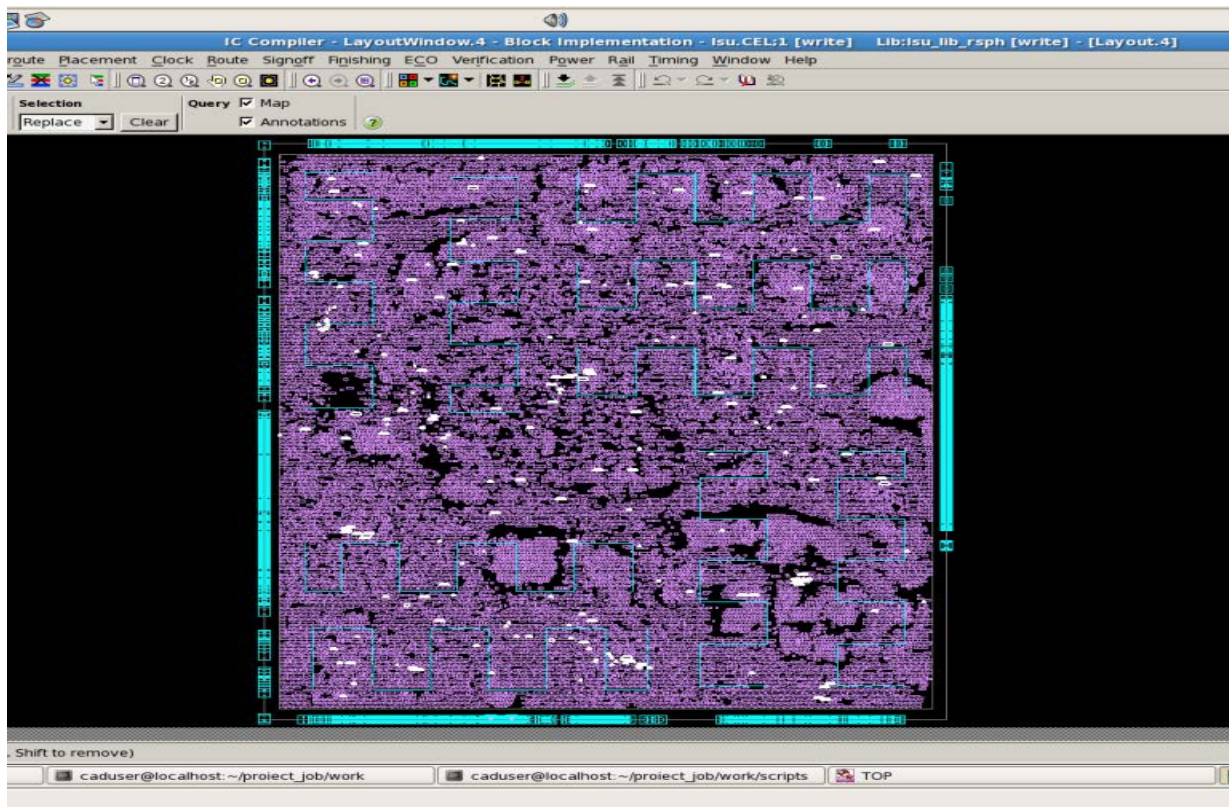 IC Compiler - LayoutWindow.4 - Block Implementation - lsu.CEL;1 [write] Lib:lsu_lib_rsph [write] - [Layout.4]
route Placement Clock Route Signoff Finishing ECO Verification Power Rail Timing Window Help
Selection Query Map
Replace Clear Annotations
, Shift to remove)
caduser@localhost:~/project_job/work caduser@localhost:~/project_job/work/scripts TOP